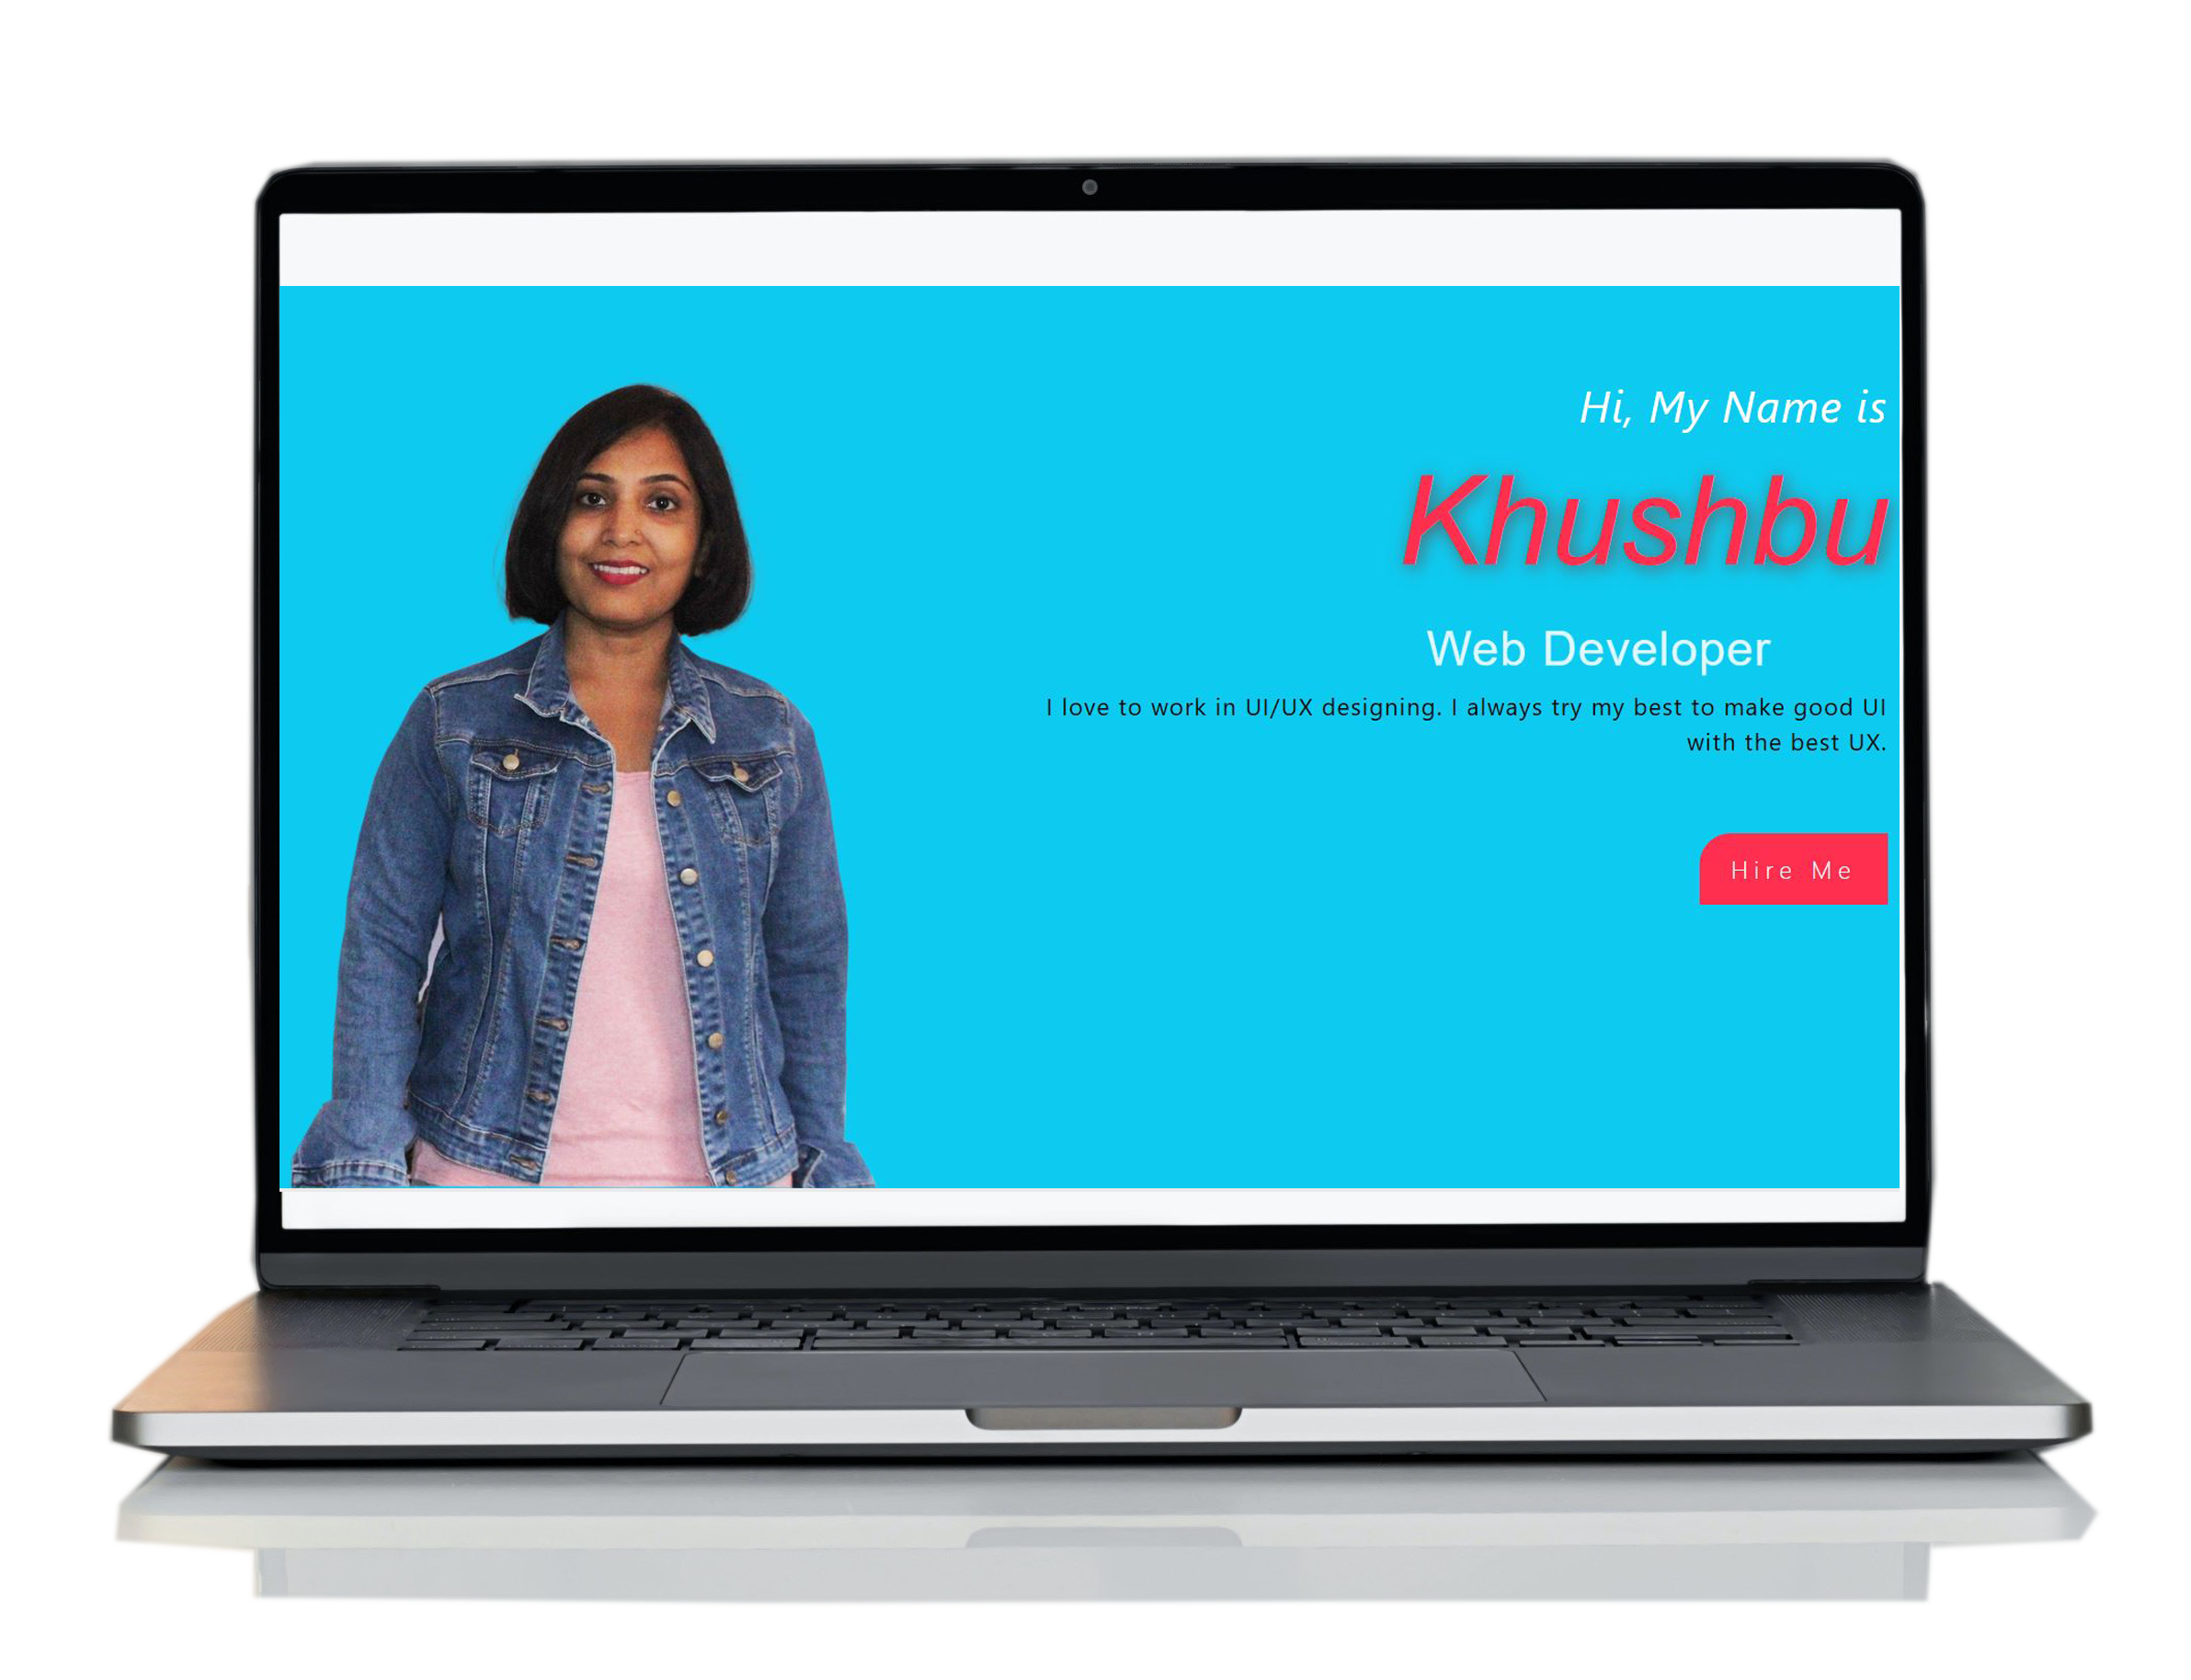 Hi, My Name is
Khushbu
Web Developer
I love to work in UI/UX designing. I always try my best to make good UI
with the best UX.
Hire Me